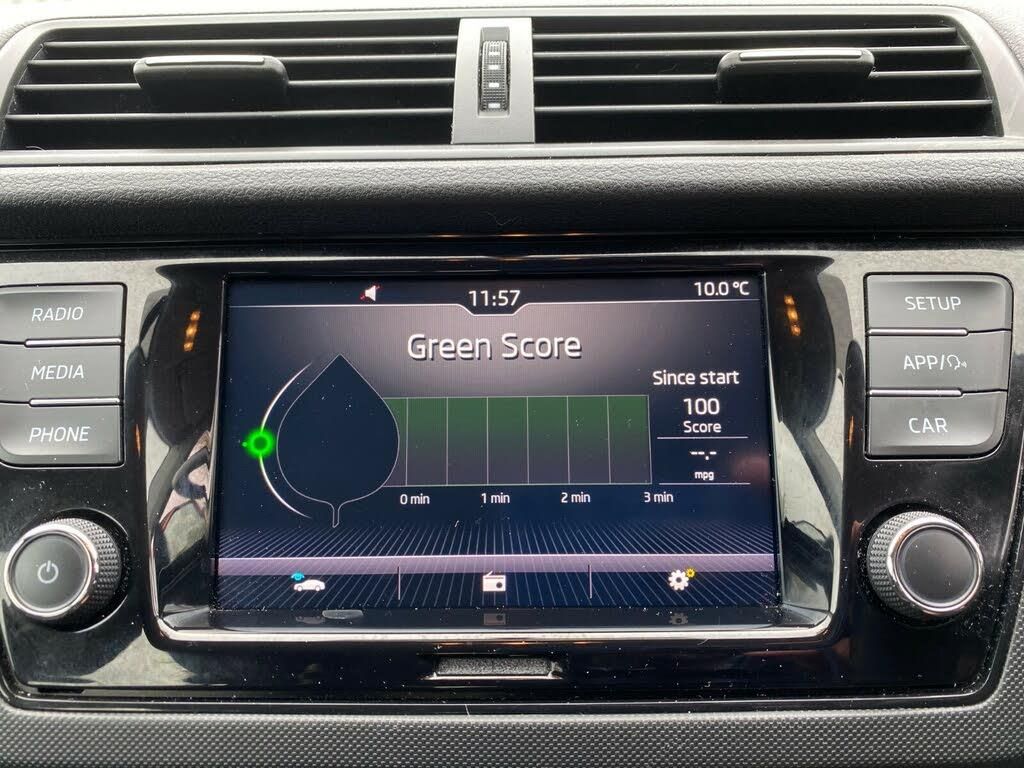 RADIO
MEDIA
PHONE
11:57
10.0 °C
Green Score
Since start
100
Score
--.-
mpg
0 min
1 min
2 min
3 min
SETUP
APP/
CAR